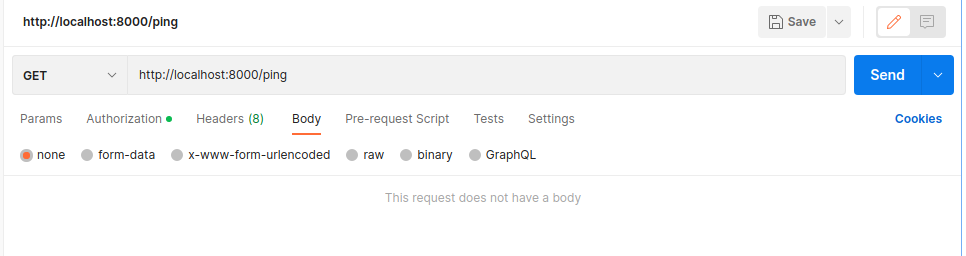 http://localhost:8000/ping Save
GET http://localhost:8000/ping Send
Params Authorization Headers (8) Body Pre-request Script Tests Settings Cookies
none form-data x-www-form-urlencoded raw binary GraphQL
This request does not have a body